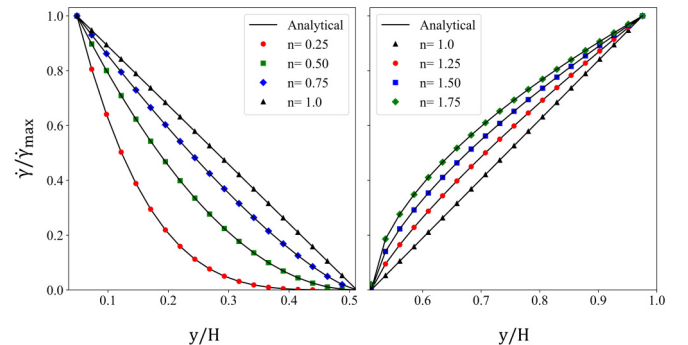 Analytical
n= 0.25
n= 0.50
n= 0.75
n= 1.0
Analytical
n= 1.0
n= 1.25
n= 1.50
n= 1.75
1.0
0.8
0.6
0.4
0.2
0.0
γ̇/γ̇max
0.1 0.2 0.3 0.4 0.5
0.6 0.7 0.8 0.9 1.0
y/H
y/H